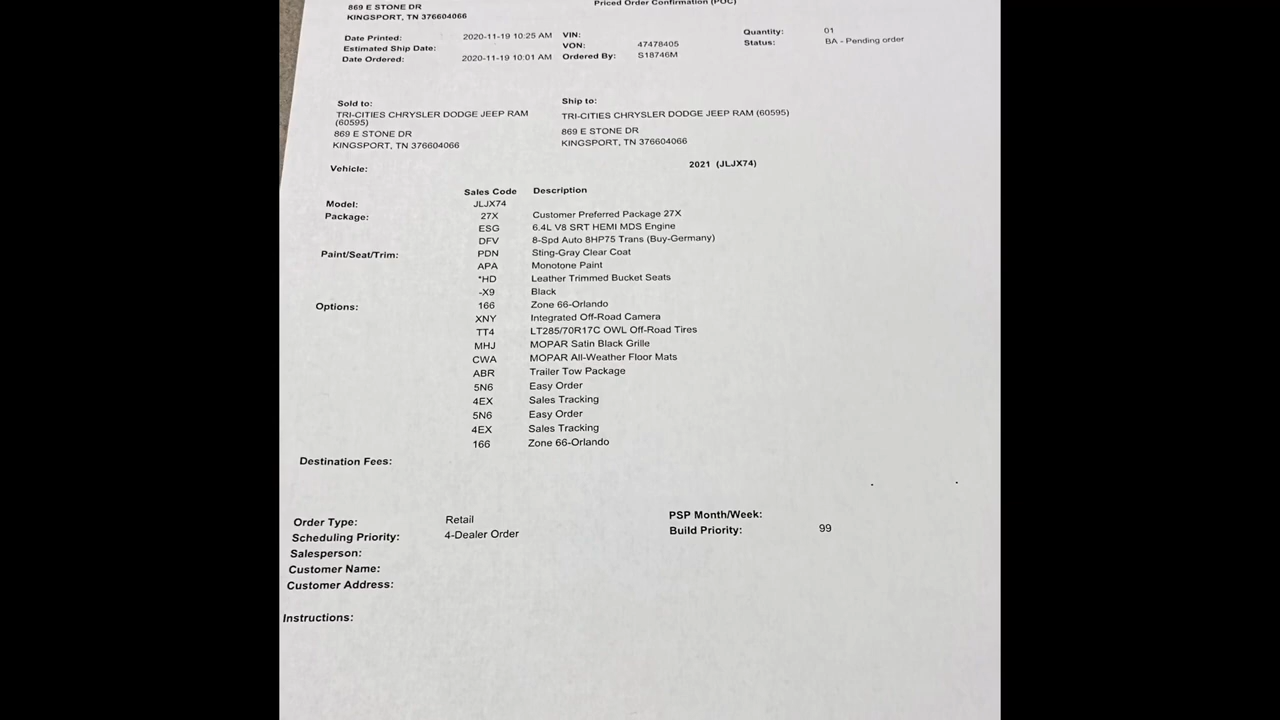 Priced Order Confirmation (POC)
869 E STONE DR
KINGSPORT, TN 376604066
Date Printed: 2020-11-19 10:25 AM VIN: Quantity: 01
Estimated Ship Date: VON: 47478405 Status: BA - Pending order
Date Ordered: 2020-11-19 10:01 AM Ordered By: S18746M
Sold to: Ship to:
TRI-CITIES CHRYSLER DODGE JEEP RAM (60595) TRI-CITIES CHRYSLER DODGE JEEP RAM (60595)
869 E STONE DR 869 E STONE DR
KINGSPORT, TN 376604066 KINGSPORT, TN 376604066
Vehicle: 2021 (JLJX74)
Sales Code Description
Model: JLJX74
Package: 27X Customer Preferred Package 27X
ESG 6.4L V8 SRT HEMI MDS Engine
DFV 8-Spd Auto 8HP75 Trans (Buy-Germany)
Paint/Seat/Trim: PDN Sting-Gray Clear Coat
APA Monotone Paint
*HD Leather Trimmed Bucket Seats
-X9 Black
Options: 166 Zone 66-Orlando
XNY Integrated Off-Road Camera
TT4 LT285/70R17C OWL Off-Road Tires
MHJ MOPAR Satin Black Grille
CWA MOPAR All-Weather Floor Mats
ABR Trailer Tow Package
5N6 Easy Order
4EX Sales Tracking
5N6 Easy Order
4EX Sales Tracking
166 Zone 66-Orlando
Destination Fees:
Order Type: Retail PSP Month/Week:
Scheduling Priority: 4-Dealer Order Build Priority: 99
Salesperson:
Customer Name:
Customer Address:
Instructions: